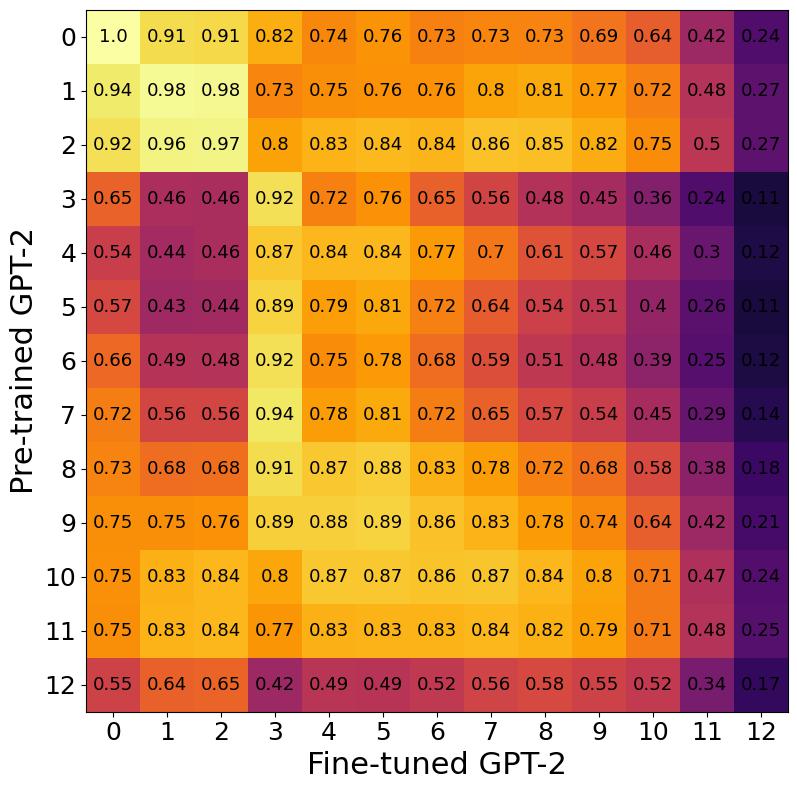 Pre-trained GPT-2
0 1.0 0.91 0.91 0.82 0.74 0.76 0.73 0.73 0.73 0.69 0.64 0.42 0.24
1 0.94 0.98 0.98 0.73 0.75 0.76 0.76 0.8 0.81 0.77 0.72 0.48 0.27
2 0.92 0.96 0.97 0.8 0.83 0.84 0.84 0.86 0.85 0.82 0.75 0.5 0.27
3 0.65 0.46 0.46 0.92 0.72 0.76 0.65 0.56 0.48 0.45 0.36 0.24 0.11
4 0.54 0.44 0.46 0.87 0.84 0.84 0.77 0.7 0.61 0.57 0.46 0.3 0.12
5 0.57 0.43 0.44 0.89 0.79 0.81 0.72 0.64 0.54 0.51 0.4 0.26 0.11
6 0.66 0.49 0.48 0.92 0.75 0.78 0.68 0.59 0.51 0.48 0.39 0.25 0.12
7 0.72 0.56 0.56 0.94 0.78 0.81 0.72 0.65 0.57 0.54 0.45 0.29 0.14
8 0.73 0.68 0.68 0.91 0.87 0.88 0.83 0.78 0.72 0.68 0.58 0.38 0.18
9 0.75 0.75 0.76 0.89 0.88 0.89 0.86 0.83 0.78 0.74 0.64 0.42 0.21
10 0.75 0.83 0.84 0.8 0.87 0.87 0.86 0.87 0.84 0.8 0.71 0.47 0.24
11 0.75 0.83 0.84 0.77 0.83 0.83 0.83 0.84 0.82 0.79 0.71 0.48 0.25
12 0.55 0.64 0.65 0.42 0.49 0.49 0.52 0.56 0.58 0.55 0.52 0.34 0.17
0 1 2 3 4 5 6 7 8 9 10 11 12
Fine-tuned GPT-2